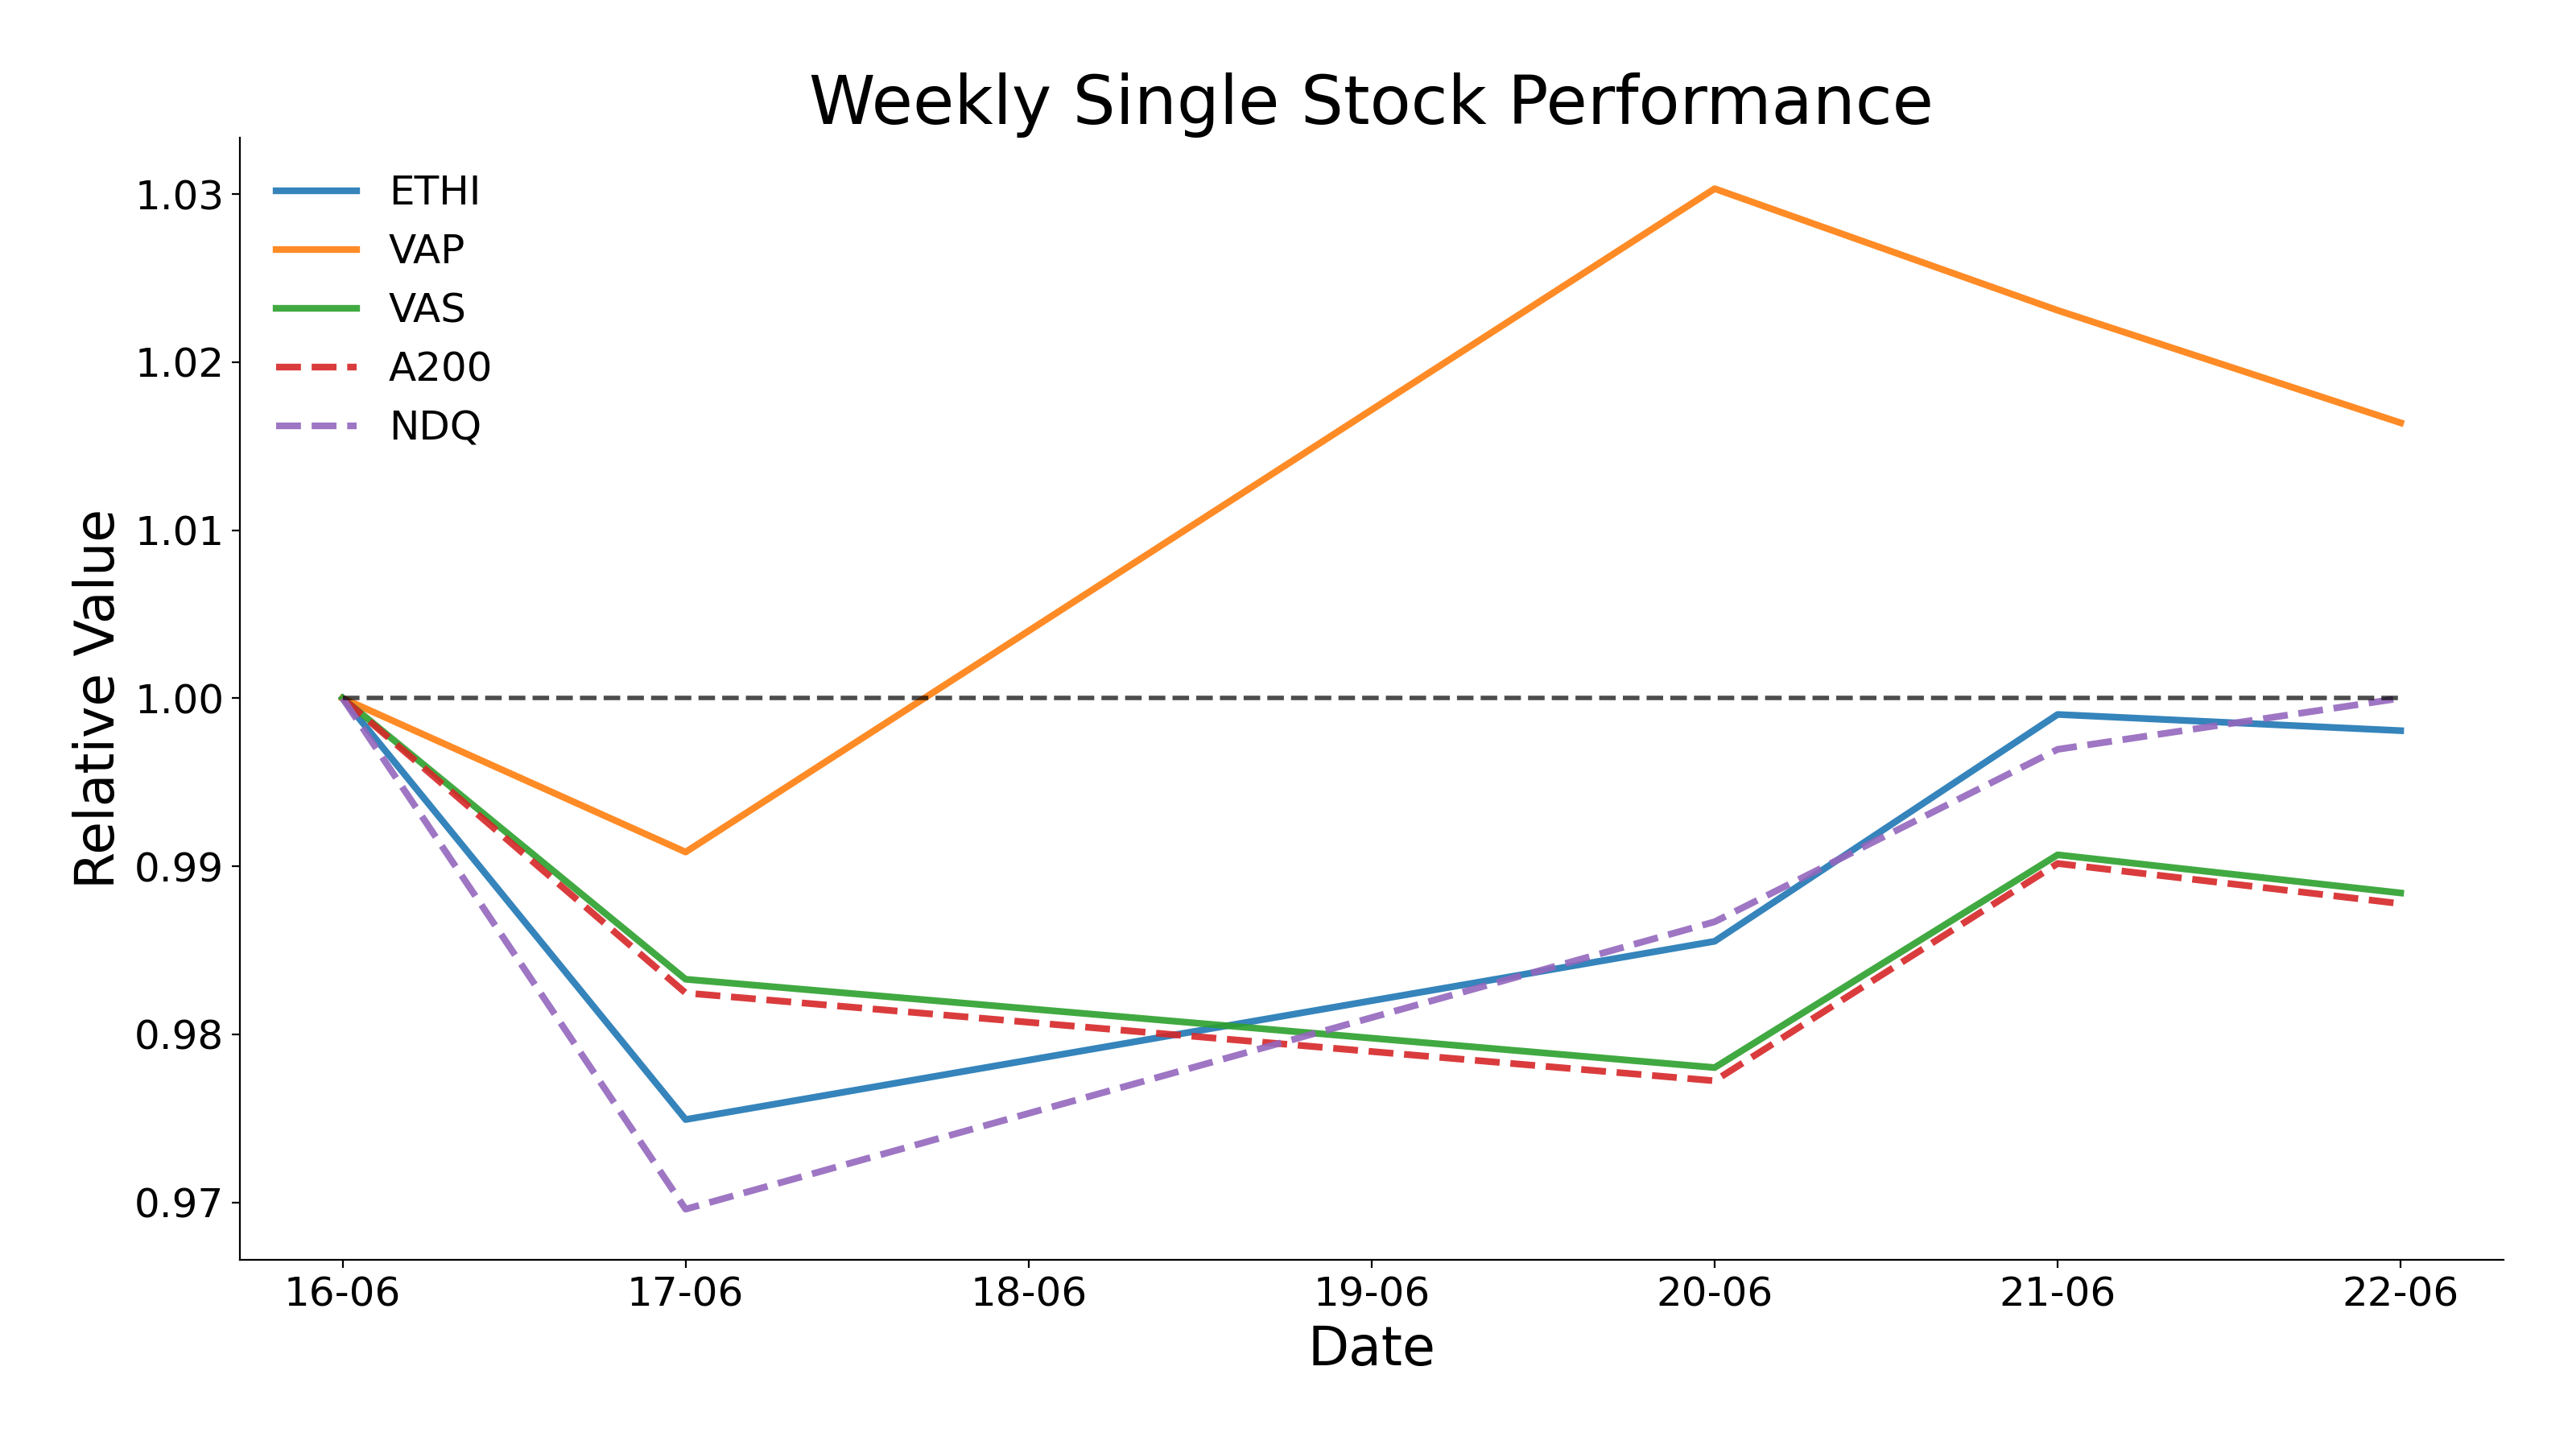 Weekly Single Stock Performance
ETHI
VAP
VAS
A200
NDQ
Relative Value
1.03
1.02
1.01
1.00
0.99
0.98
0.97
16-06 17-06 18-06 19-06 20-06 21-06 22-06
Date